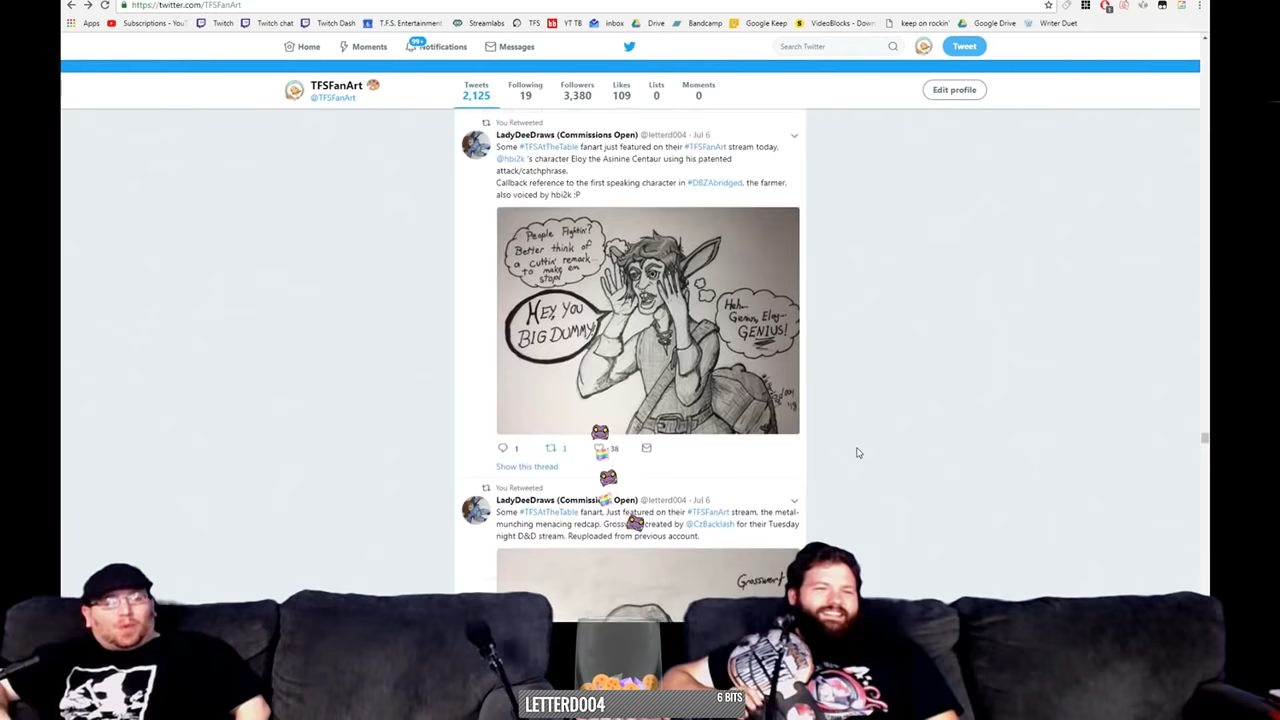 https://twitter.com/TFSFanArt
Apps Subscriptions - You Twitch Twitch chat Twitch Dash T.F.S. Entertainment Streamlabs TFS YT TB inbox Drive Bandcamp Google Keep VideoBlocks - Down keep on rockin' Google Drive Writer Duet
Home Moments 99+ Notifications Messages Search Twitter Tweet
TFSFanArt
@TFSFanArt
Tweets Following Followers Likes Lists Moments
2,125 19 3,380 109 0 0
Edit profile
You Retweeted
LadyDeeDraws (Commissions Open) @letterd004 - Jul 6
Some #TFSAtTheTable fanart just featured on their #TFSFanArt stream today,
@hbi2k 's character Eloy the Asinine Centaur using his patented
attack/catchphrase.
Callback reference to the first speaking character in #DBZAbridged, the farmer,
also voiced by hbi2k :P
People Fightin?
Better think of
a cuttin' remark...
to make em
stop!
HEY, YOU
BIG DUMMY
Heh...
Genius, Eloy-
GENIUS!
1 3 38
Show this thread
You Retweeted
LadyDeeDraws (Commissions Open) @letterd004 - Jul 6
Some #TFSAtTheTable fanart. Just featured on their #TFSFanArt stream, the metal-
munching menacing redcap, created by @CzBacklash for their Tuesday
night D&D stream. Reuploaded from previous account.
Grosswort
LETTERD004
6 BITS